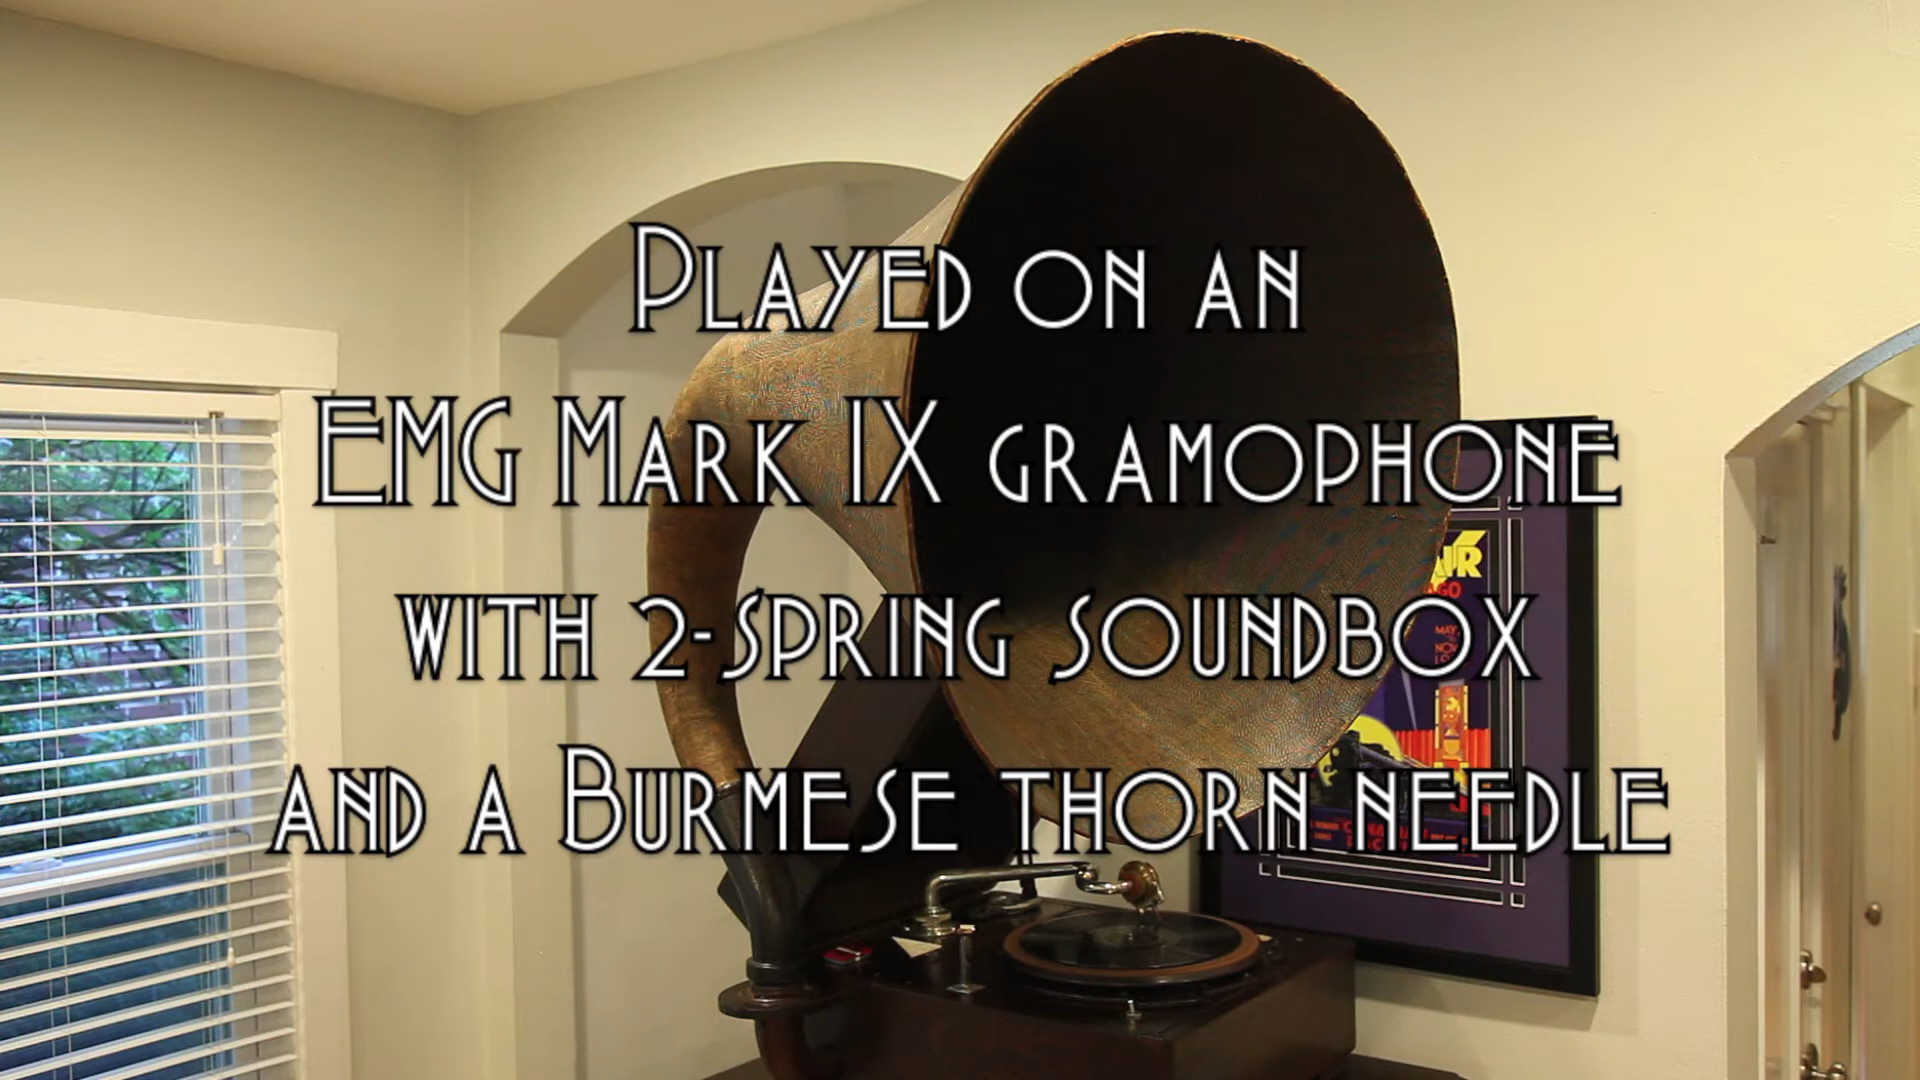 Played on an
EMG Mark IX gramophone
with 2-spring soundbox
and a Burmese thorn needle